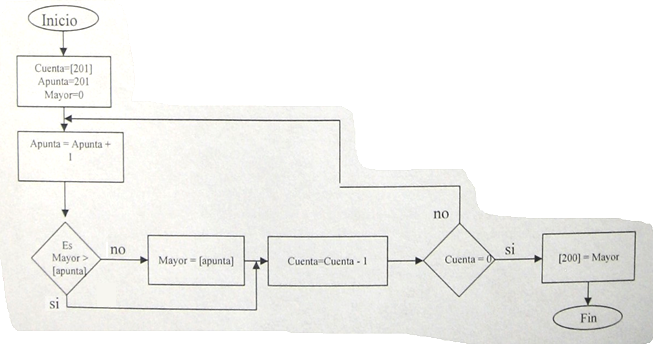 Inicio
Cuenta=[201]
Apunta=201
Mayor=0
Apunta = Apunta +
1
Es
Mayor >
[apunta]
no
si
Mayor = [apunta]
Cuenta=Cuenta - 1
no
Cuenta = 0
si
[200] = Mayor
Fin